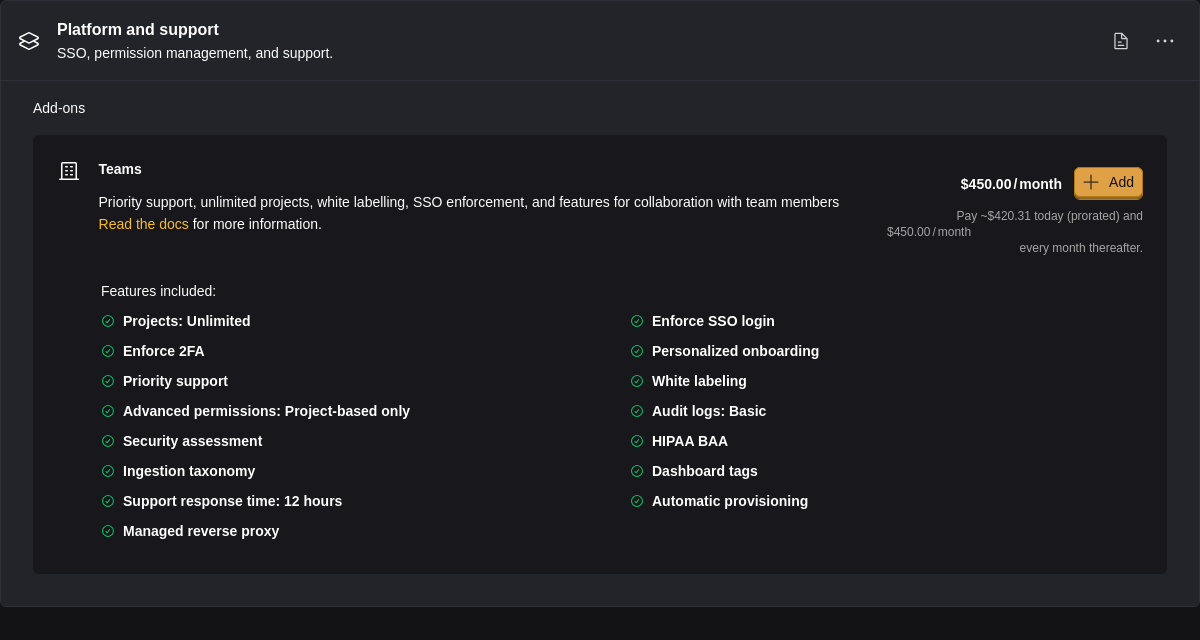 Platform and support
SSO, permission management, and support.
Add-ons
Teams
Priority support, unlimited projects, white labelling, SSO enforcement, and features for collaboration with team members
Read the docs for more information.
$450.00/month
Add
Pay ~$420.31 today (prorated) and
$450.00/month
every month thereafter.
Features included:
Projects: Unlimited
Enforce 2FA
Priority support
Advanced permissions: Project-based only
Security assessment
Ingestion taxonomy
Support response time: 12 hours
Managed reverse proxy
Enforce SSO login
Personalized onboarding
White labeling
Audit logs: Basic
HIPAA BAA
Dashboard tags
Automatic provisioning